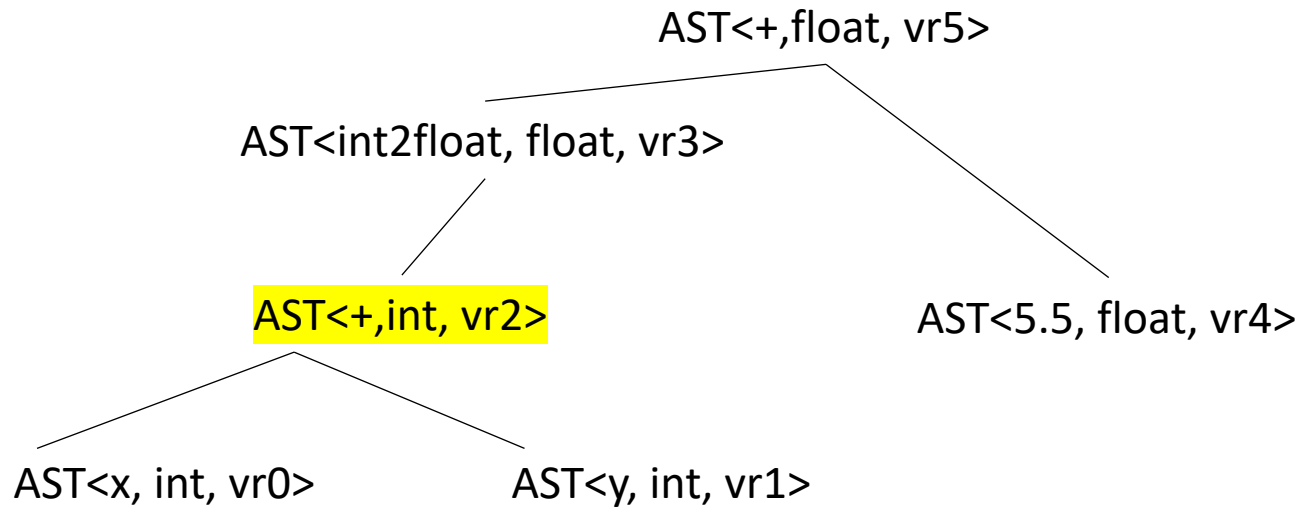 AST<+,float, vr5>
AST<int2float, float, vr3>
AST<+,int, vr2>
AST<5.5, float, vr4>
AST<x, int, vr0>
AST<y, int, vr1>